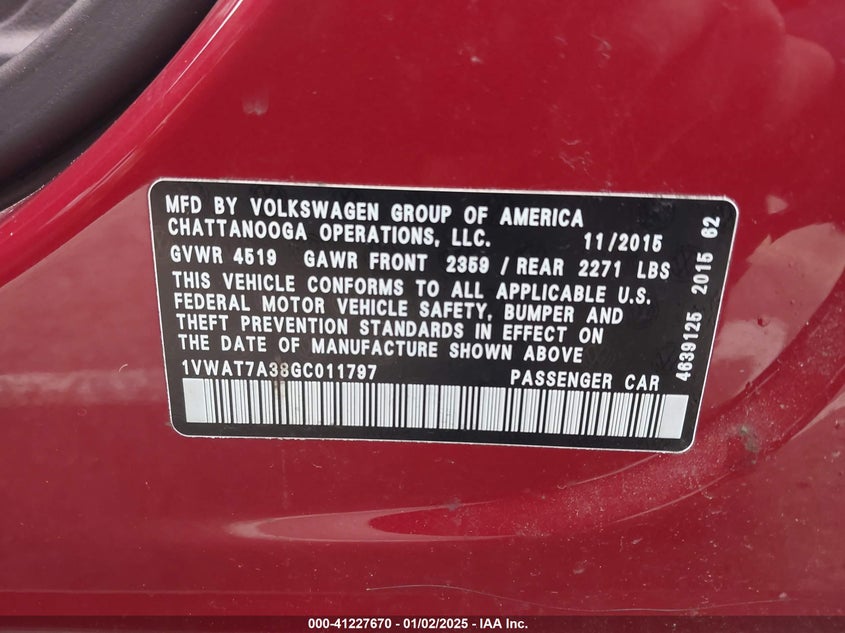 MFD BY VOLKSWAGEN GROUP OF AMERICA
CHATTANOOGA OPERATIONS, LLC. 11/2015
GVWR 4519 GAWR FRONT 2359 / REAR 2271 LBS
THIS VEHICLE CONFORMS TO ALL APPLICABLE U.S.
FEDERAL MOTOR VEHICLE SAFETY, BUMPER AND
THEFT PREVENTION STANDARDS IN EFFECT ON
THE DATE OF MANUFACTURE SHOWN ABOVE
1VWAT7A38GC011797 PASSENGER CAR
4639125 2015 62
000-41227670 - 01/02/2025 - IAA Inc.